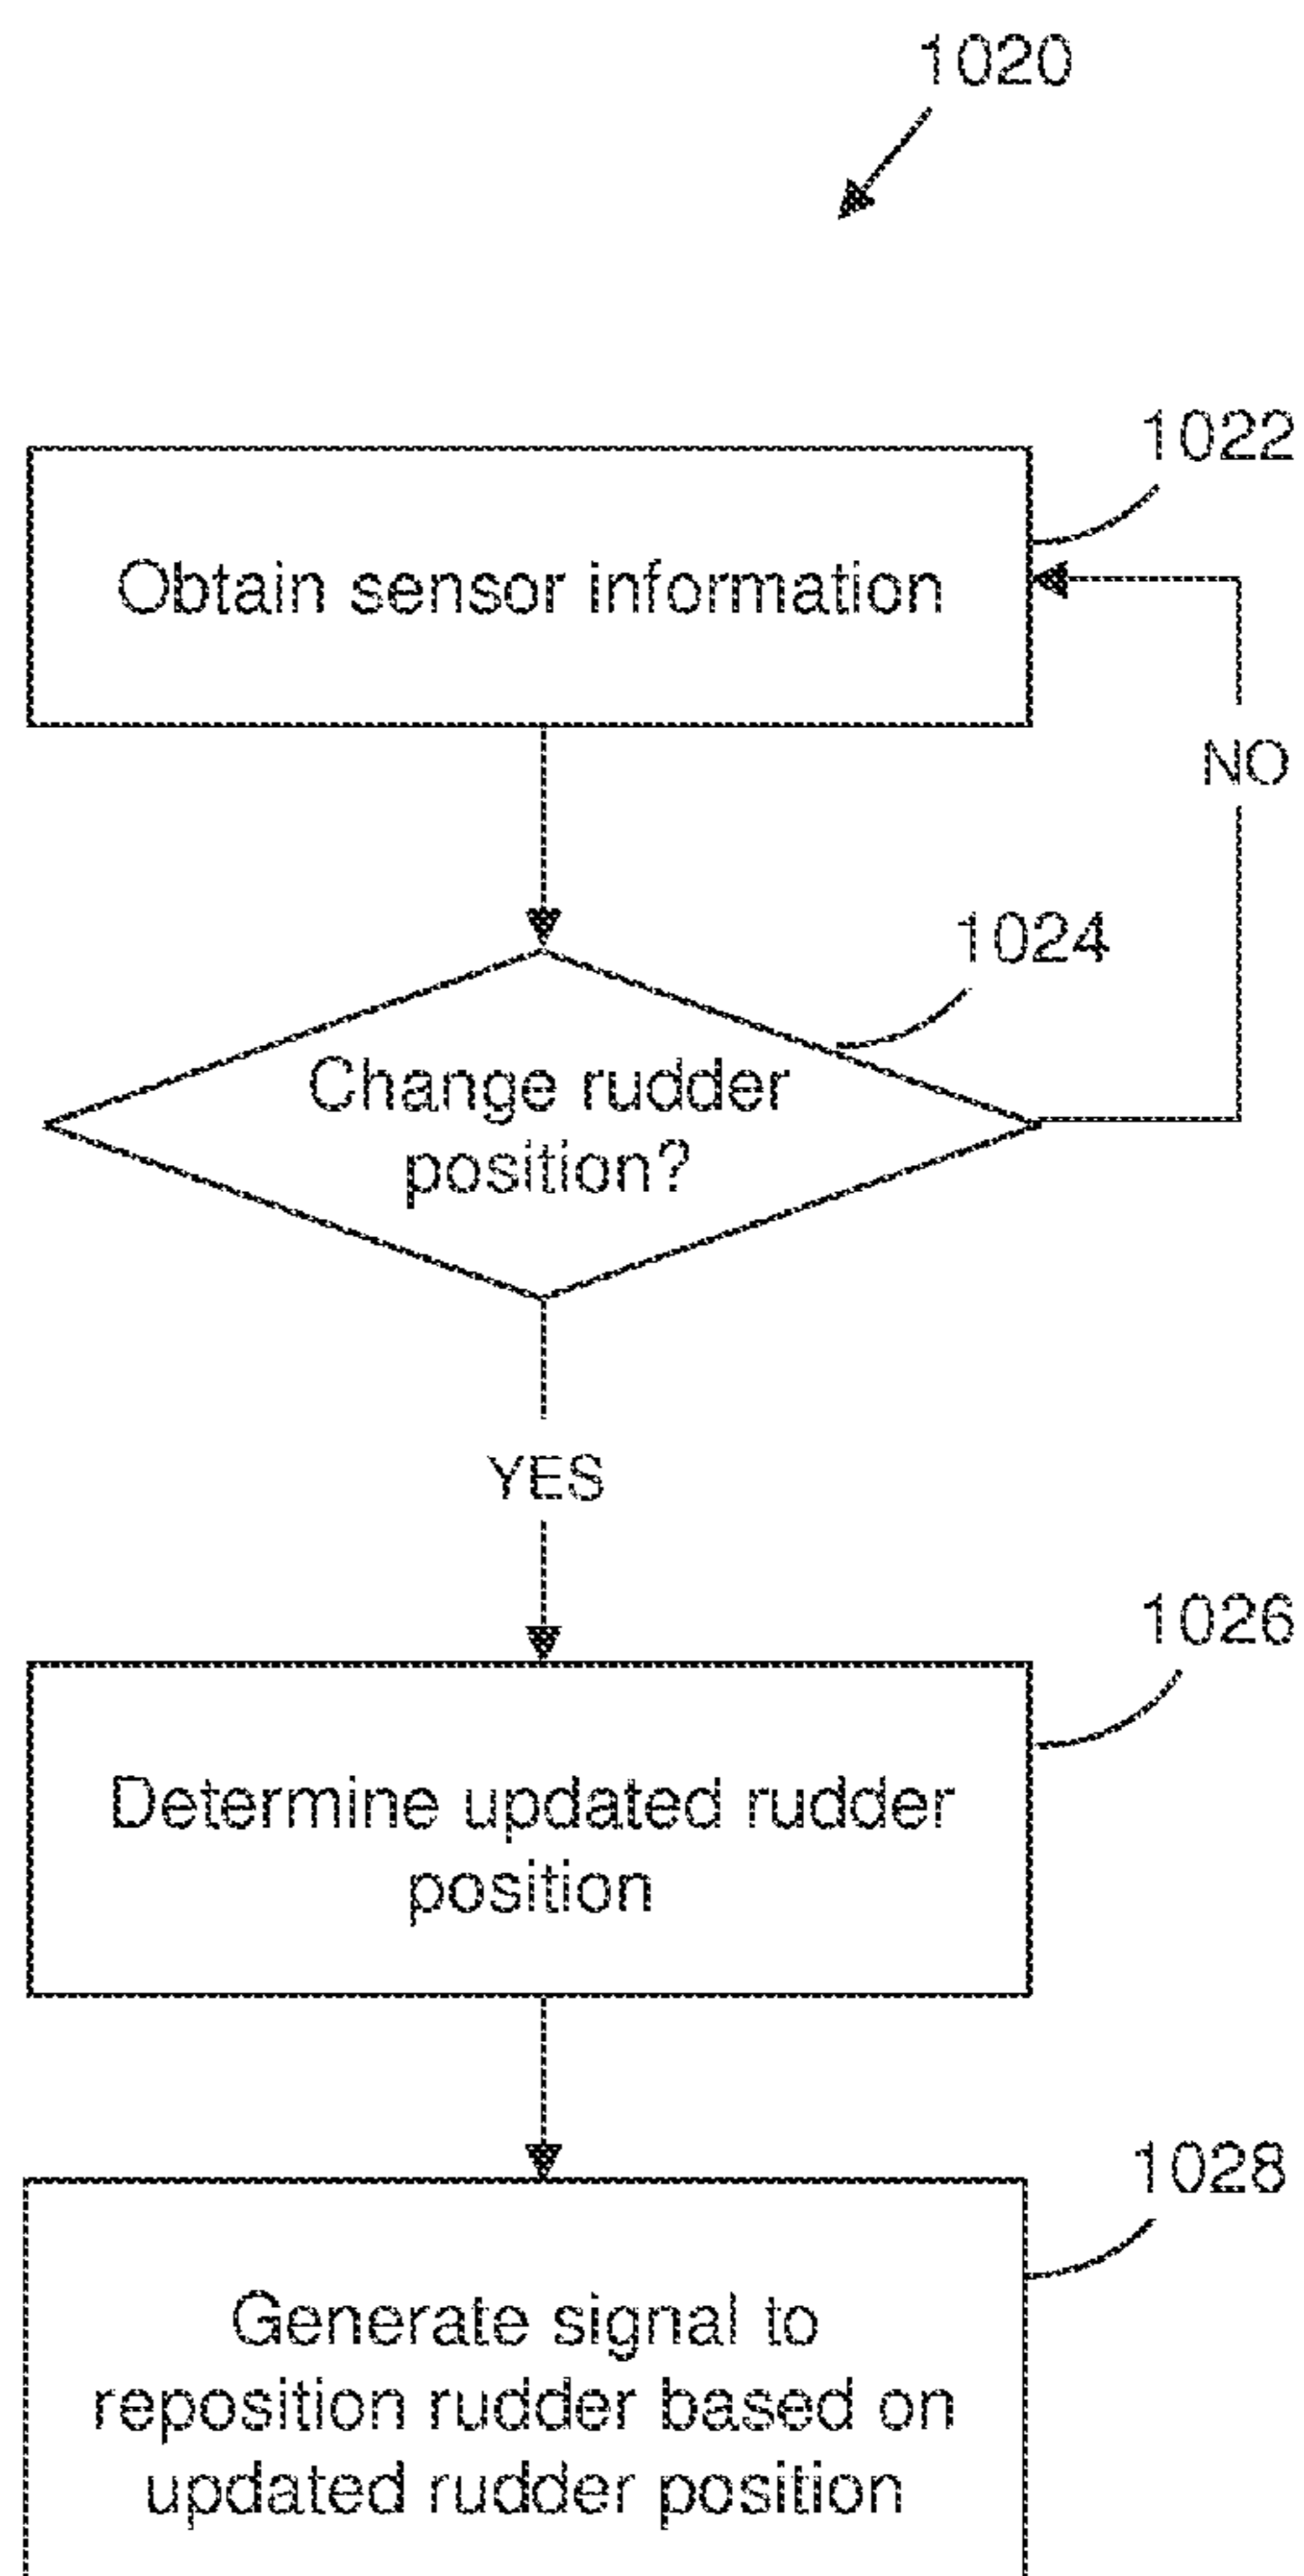 1020
1022
Obtain sensor information
NO
1024
Change rudder
position?
YES
1026
Determine updated rudder
position
1028
Generate signal to
reposition rudder based on
updated rudder position